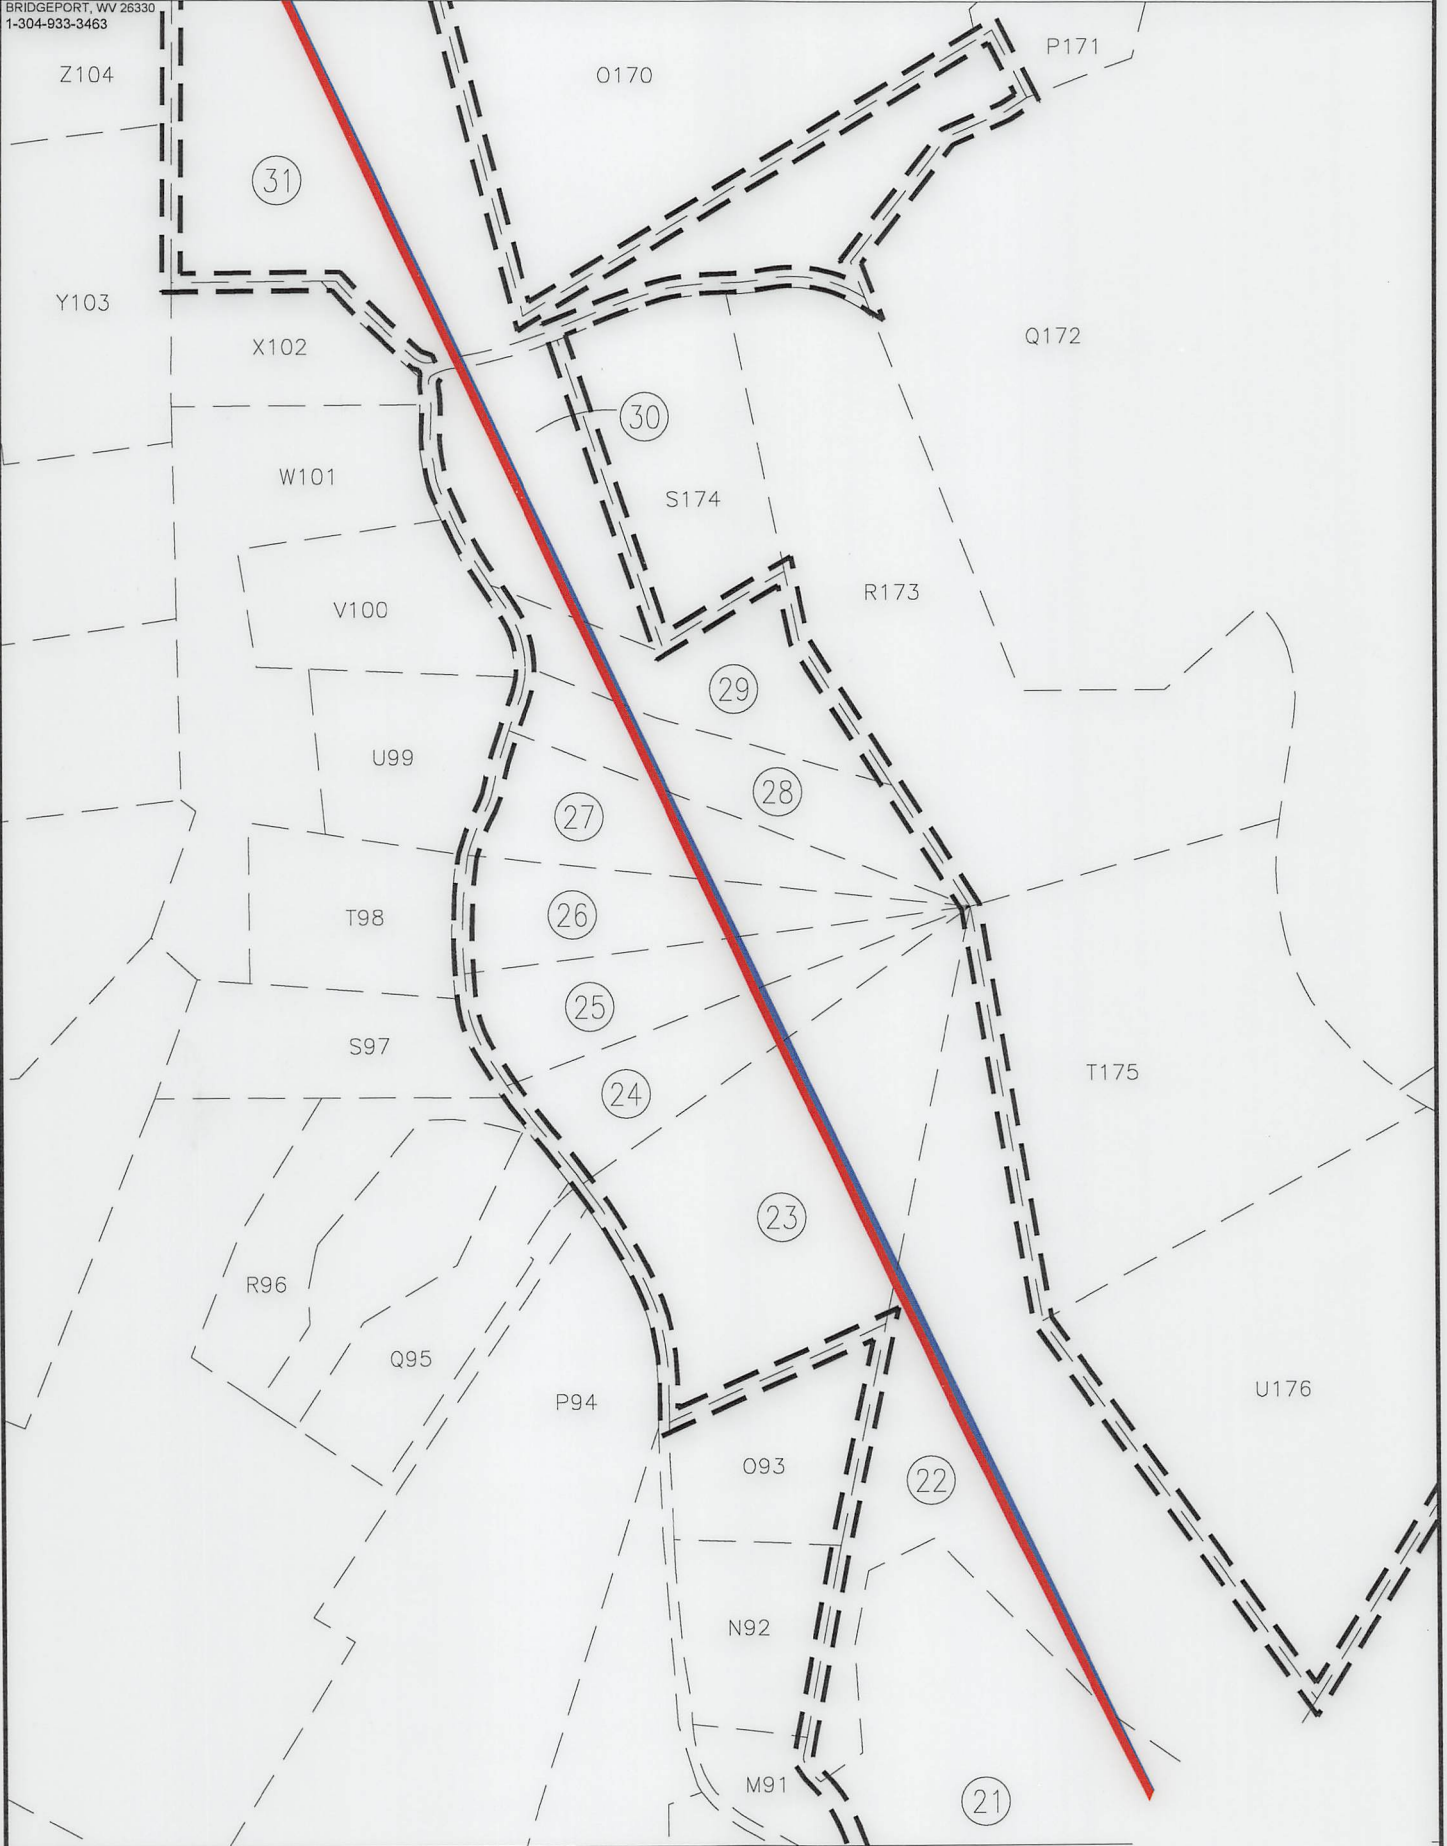 BRIDGEPORT, WV 26330
1-304-933-3463
P171
Z104
O170
31
Y103
Q172
X102
30
W101
S174
R173
V100
29
U99
28
27
26
T98
25
S97
T175
24
23
R96
Q95
U176
P94
O93
22
N92
M91
21